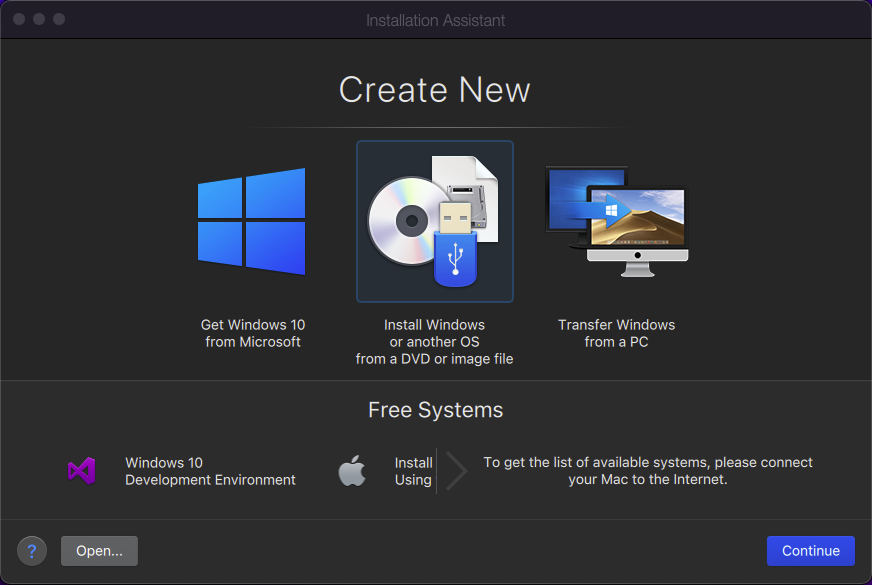 Installation Assistant
Create New
Get Windows 10
from Microsoft
Install Windows
or another OS
from a DVD or image file
Transfer Windows
from a PC
Free Systems
Windows 10
Development Environment
Install
Using
To get the list of available systems, please connect
your Mac to the Internet.
?
Open...
Continue